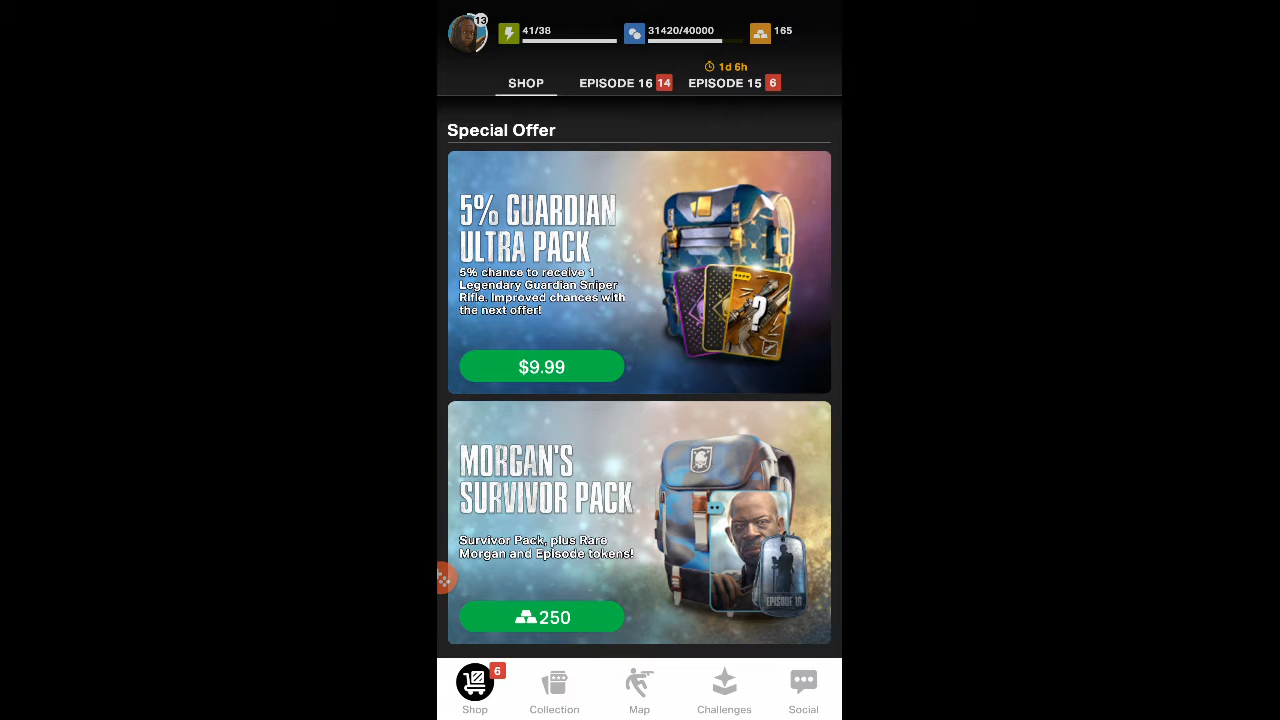 13
41/38
31420/40000
165
1d 6h
SHOP
EPISODE 16 14
EPISODE 15 6
Special Offer
5% GUARDIAN
ULTRA PACK
5% chance to receive 1
Legendary Guardian Sniper
Rifle. Improved chances with
the next offer!
?
$9.99
MORGAN'S
SURVIVOR PACK
Survivor Pack, plus Rare
Morgan and Episode tokens!
EPISODE 16
250
6
Shop
Collection
Map
Challenges
Social